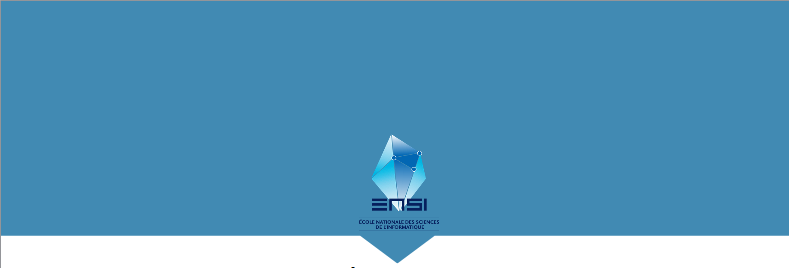 ENSI
ÉCOLE NATIONALE DES SCIENCES
DE L'INFORMATIQUE